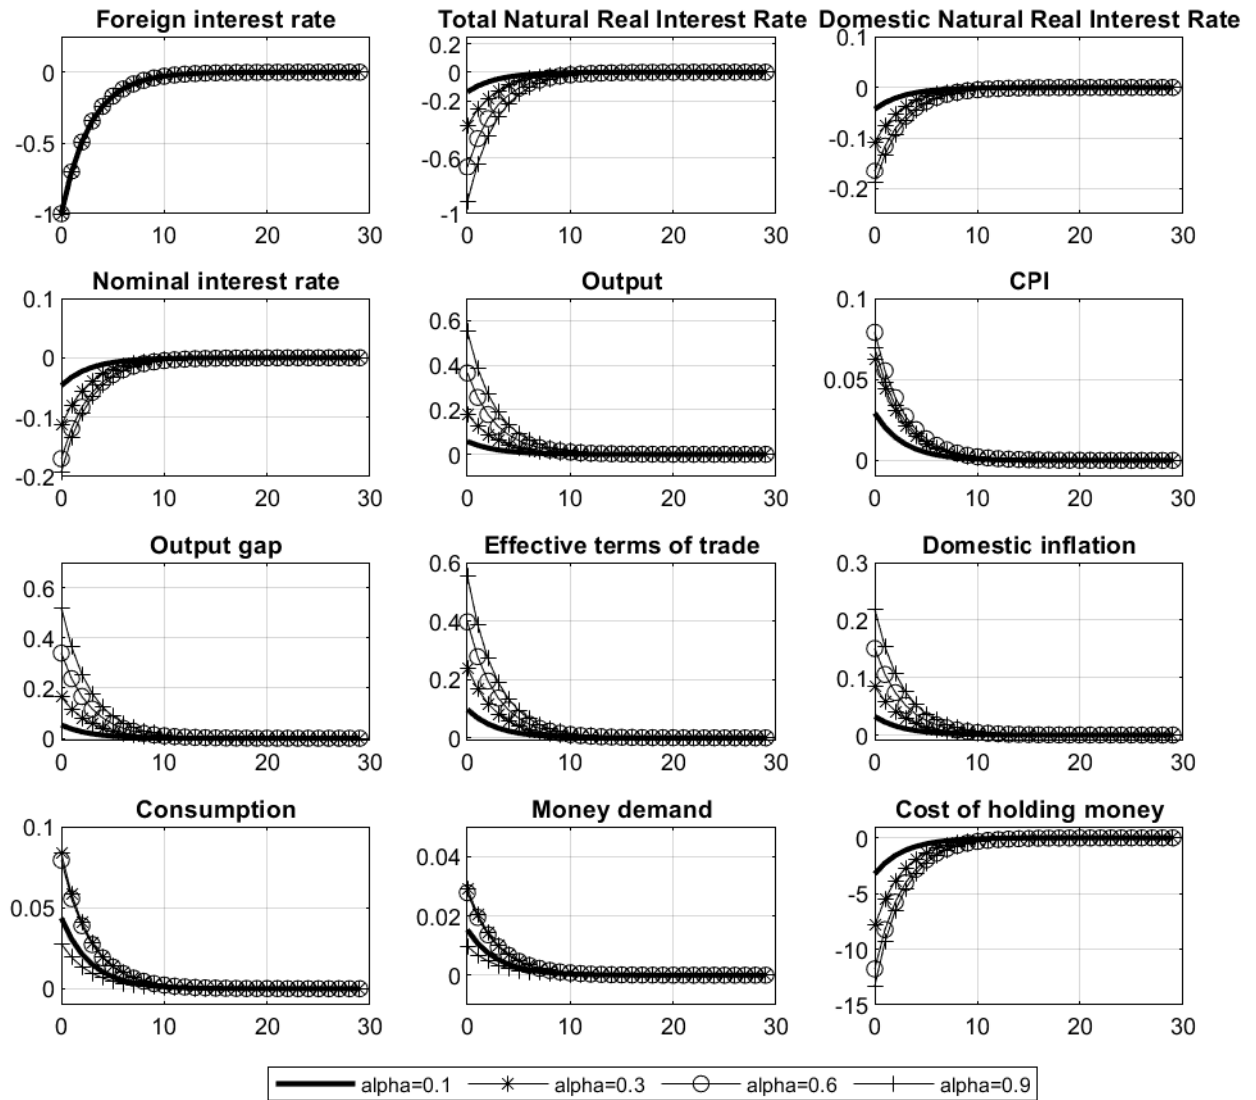 Foreign interest rate
Total Natural Real Interest Rate
Domestic Natural Real Interest Rate
0
-0.5
-1
0 10 20 30
0.2
0
-0.2
-0.6
-1
0 10 20 30
0.1
0
-0.1
-0.2
0 10 20 30
Nominal interest rate
Output
CPI
0.1
0
-0.1
-0.2
0 10 20 30
0.6
0.4
0.2
0
0 10 20 30
0.1
0.05
0
0 10 20 30
Output gap
Effective terms of trade
Domestic inflation
0.6
0.4
0.2
0
0 10 20 30
0.6
0.4
0.2
0
0 10 20 30
0.3
0.2
0.1
0
0 10 20 30
Consumption
Money demand
Cost of holding money
0.1
0.05
0
0 10 20 30
0.04
0.02
0
0 10 20 30
0
-5
-10
-15
0 10 20 30
alpha=0.1 alpha=0.3 alpha=0.6 alpha=0.9